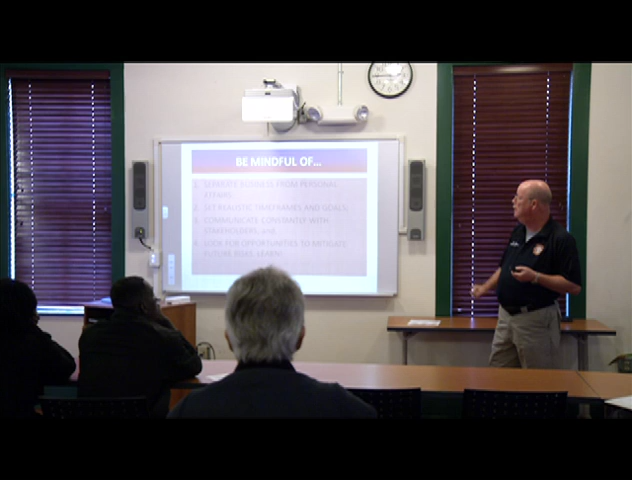 BE MINDFUL OF...
1. SEPARATE BUSINESS FROM PERSONAL
AFFAIRS
2. SET REALISTIC TIMEFRAMES AND GOALS;
3. COMMUNICATE CONSTANTLY WITH
STAKEHOLDERS; and
4. LOOK FOR OPPORTUNITIES TO MITIGATE
FUTURE RISKS. LEARN!